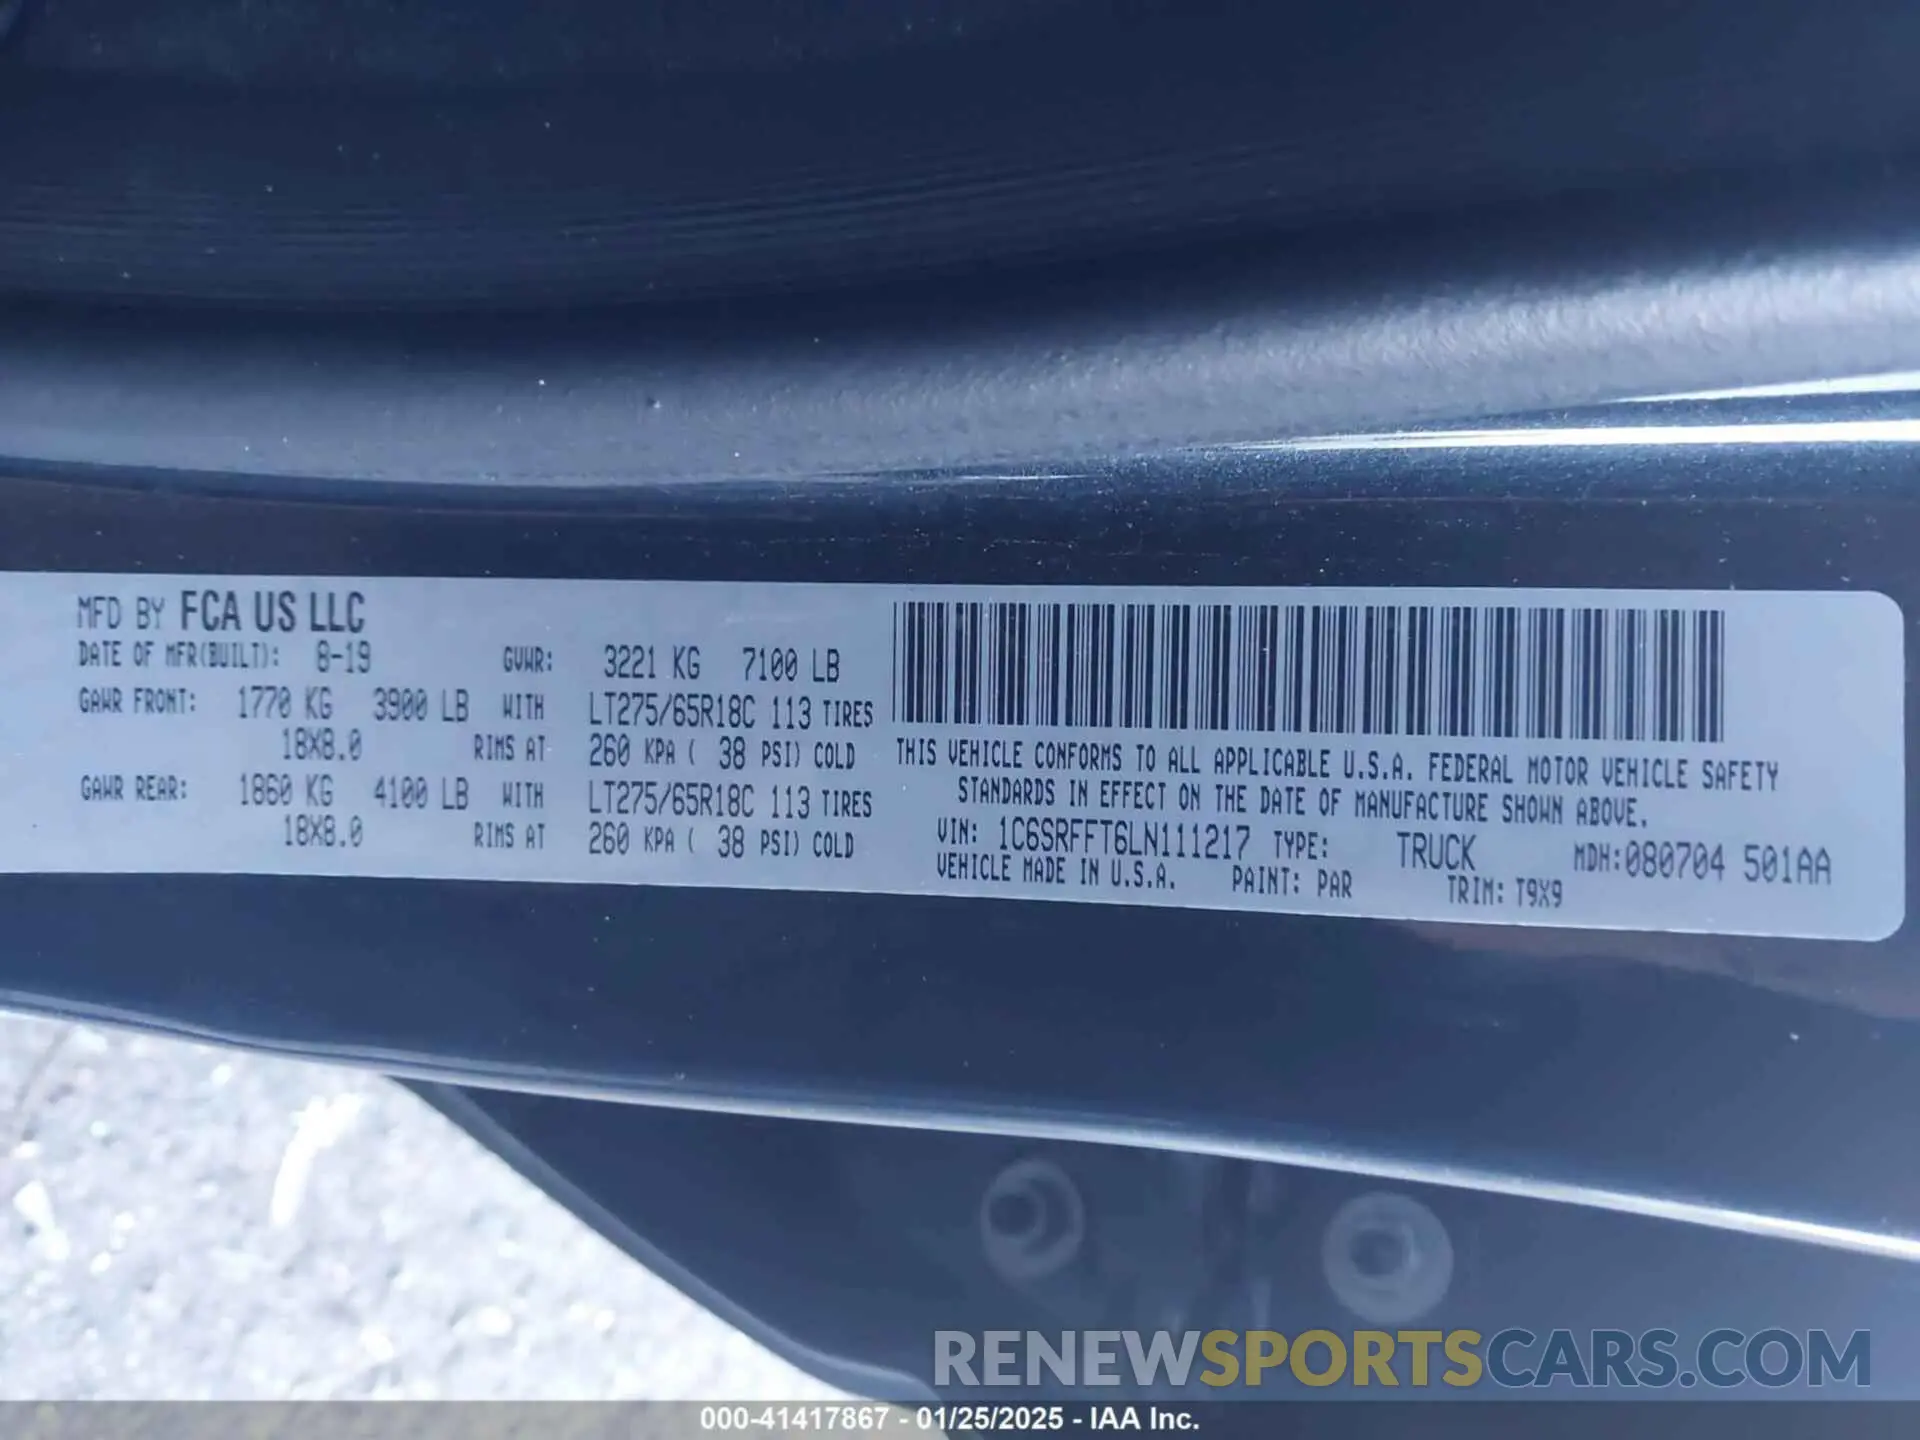 MFD BY FCA US LLC
DATE OF MFR(BUILT): 8-19 GVWR: 3221 KG 7100 LB
GAWR FRONT: 1770 KG 3900 LB WITH LT275/65R18C 113 TIRES
18X8.0 RIMS AT 260 KPA ( 38 PSI) COLD
GAWR REAR: 1860 KG 4100 LB WITH LT275/65R18C 113 TIRES
18X8.0 RIMS AT 260 KPA ( 38 PSI) COLD
THIS VEHICLE CONFORMS TO ALL APPLICABLE U.S.A. FEDERAL MOTOR VEHICLE SAFETY
STANDARDS IN EFFECT ON THE DATE OF MANUFACTURE SHOWN ABOVE.
VIN: 1C6SRFFT6LN111217 TYPE: TRUCK MDH:080704 501AA
VEHICLE MADE IN U.S.A. PAINT: PAR TRIM: T9X9
RENEWSPORTSCARS.COM
000-41417867 - 01/25/2025 - IAA Inc.